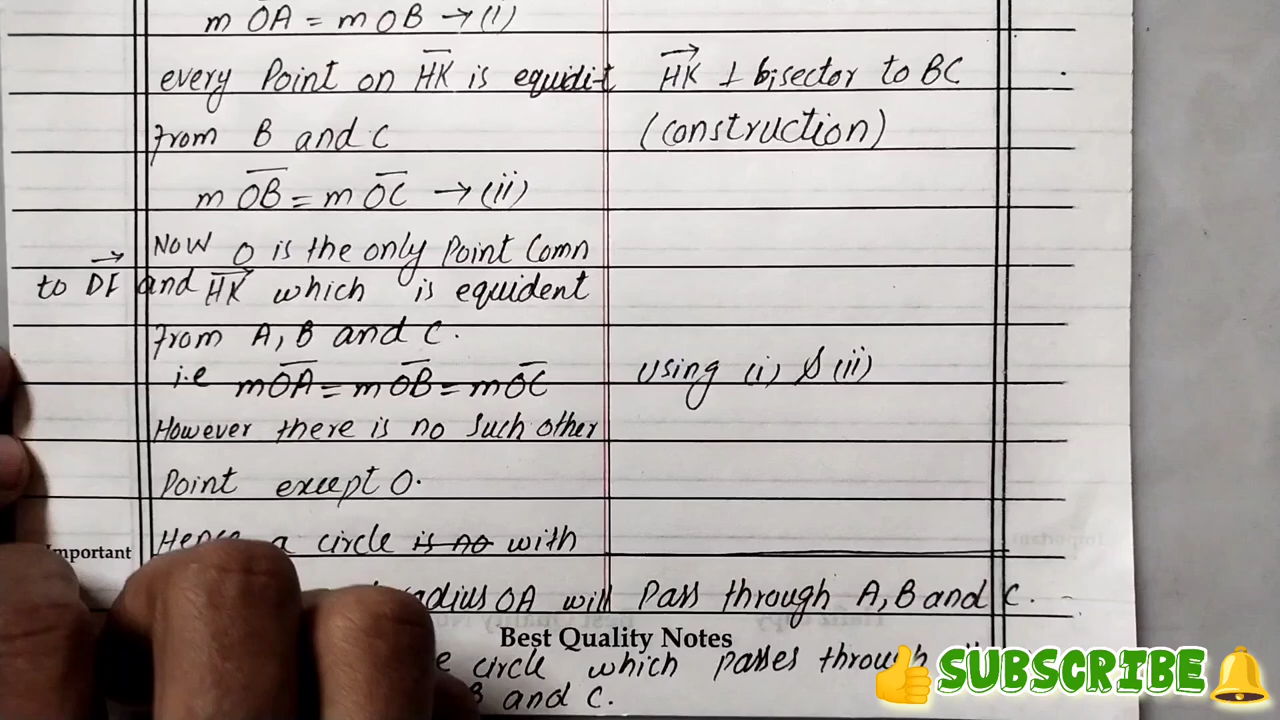 m OA = m OB → (i)
every Point on HK is equidi-t HK ⊥ bisector to BC
from B and C (construction)
m OB = m OC → (ii)
Now O is the only Point Comn
to DF and HK which is equident
from A, B and C.
i.e mOA = mOB = mOC Using (i) & (ii)
However there is no such other
Point except O.
Hence a circle is no with
Important
radius OA will Pass through A, B and C.
Best Quality Notes
circle which passes through
B and C.
SUBSCRIBE